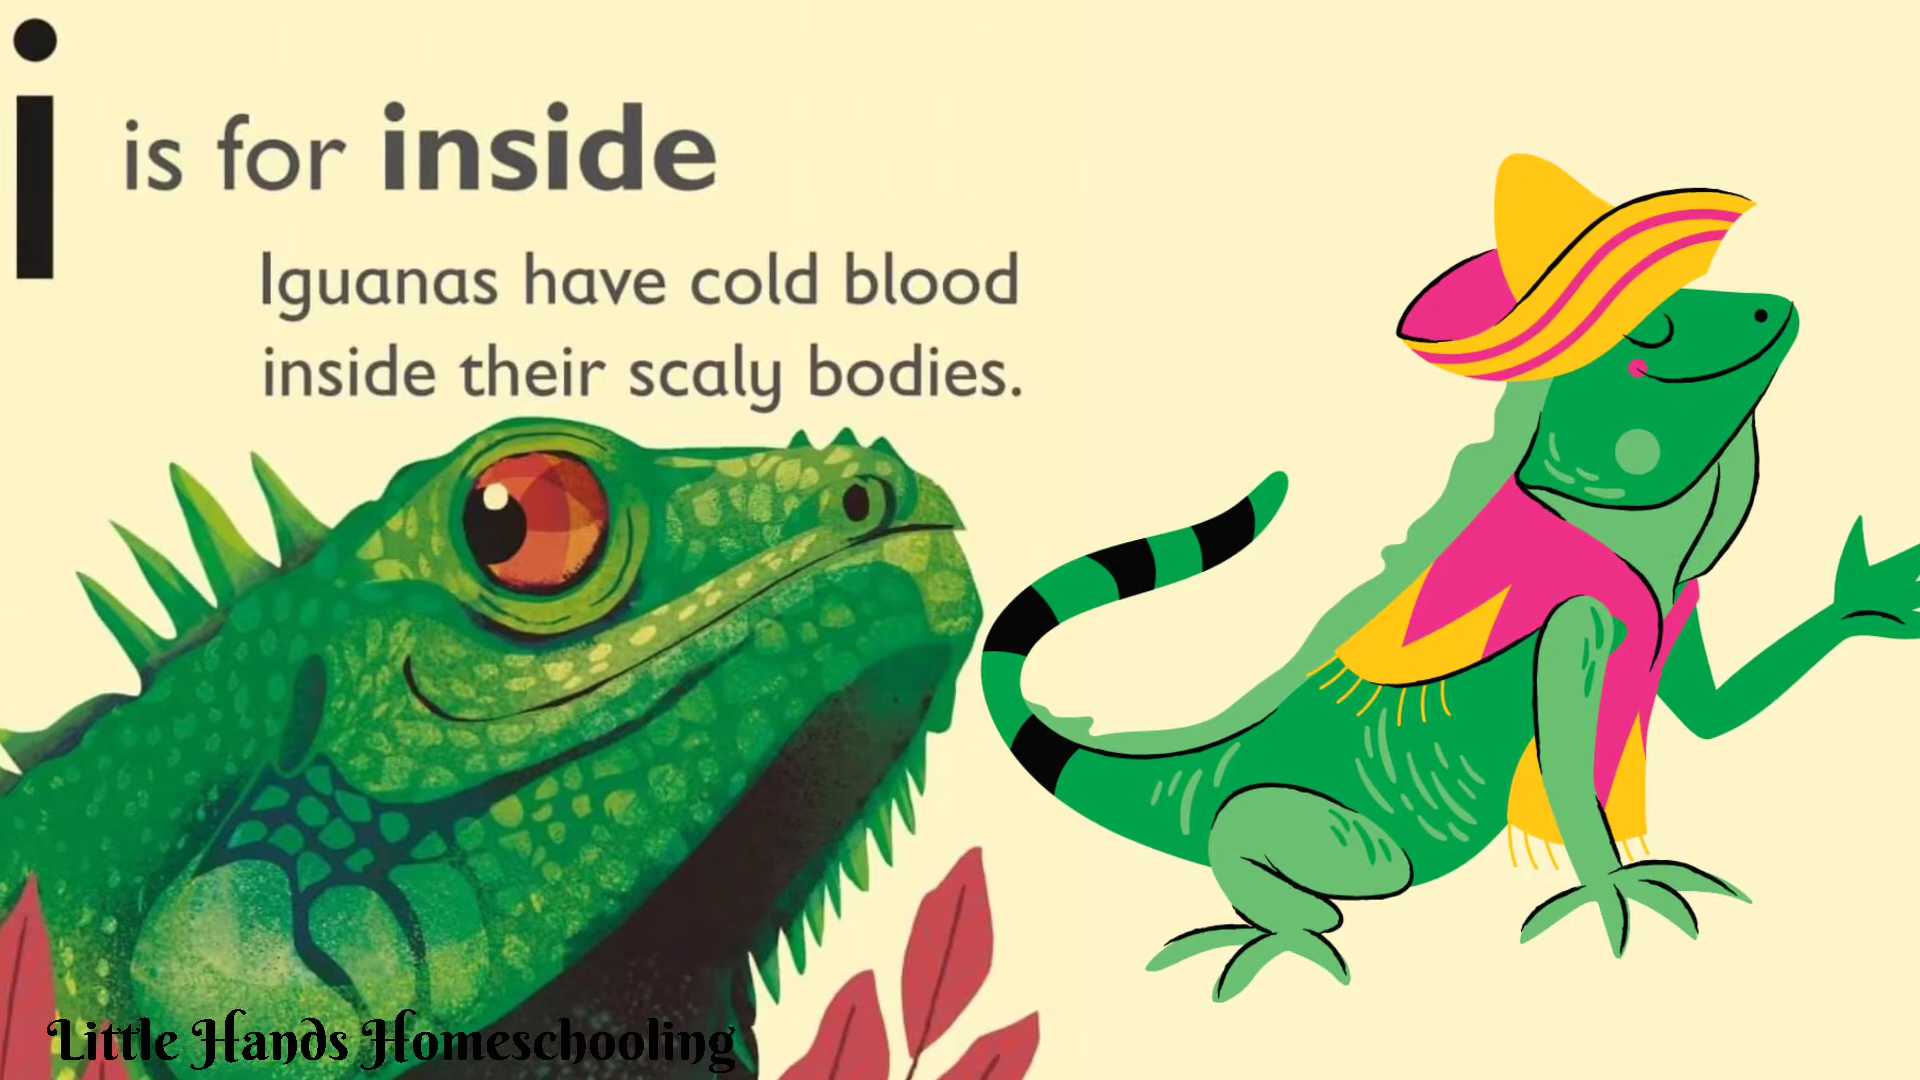 i is for inside
Iguanas have cold blood
inside their scaly bodies.
Little Hands Homeschooling